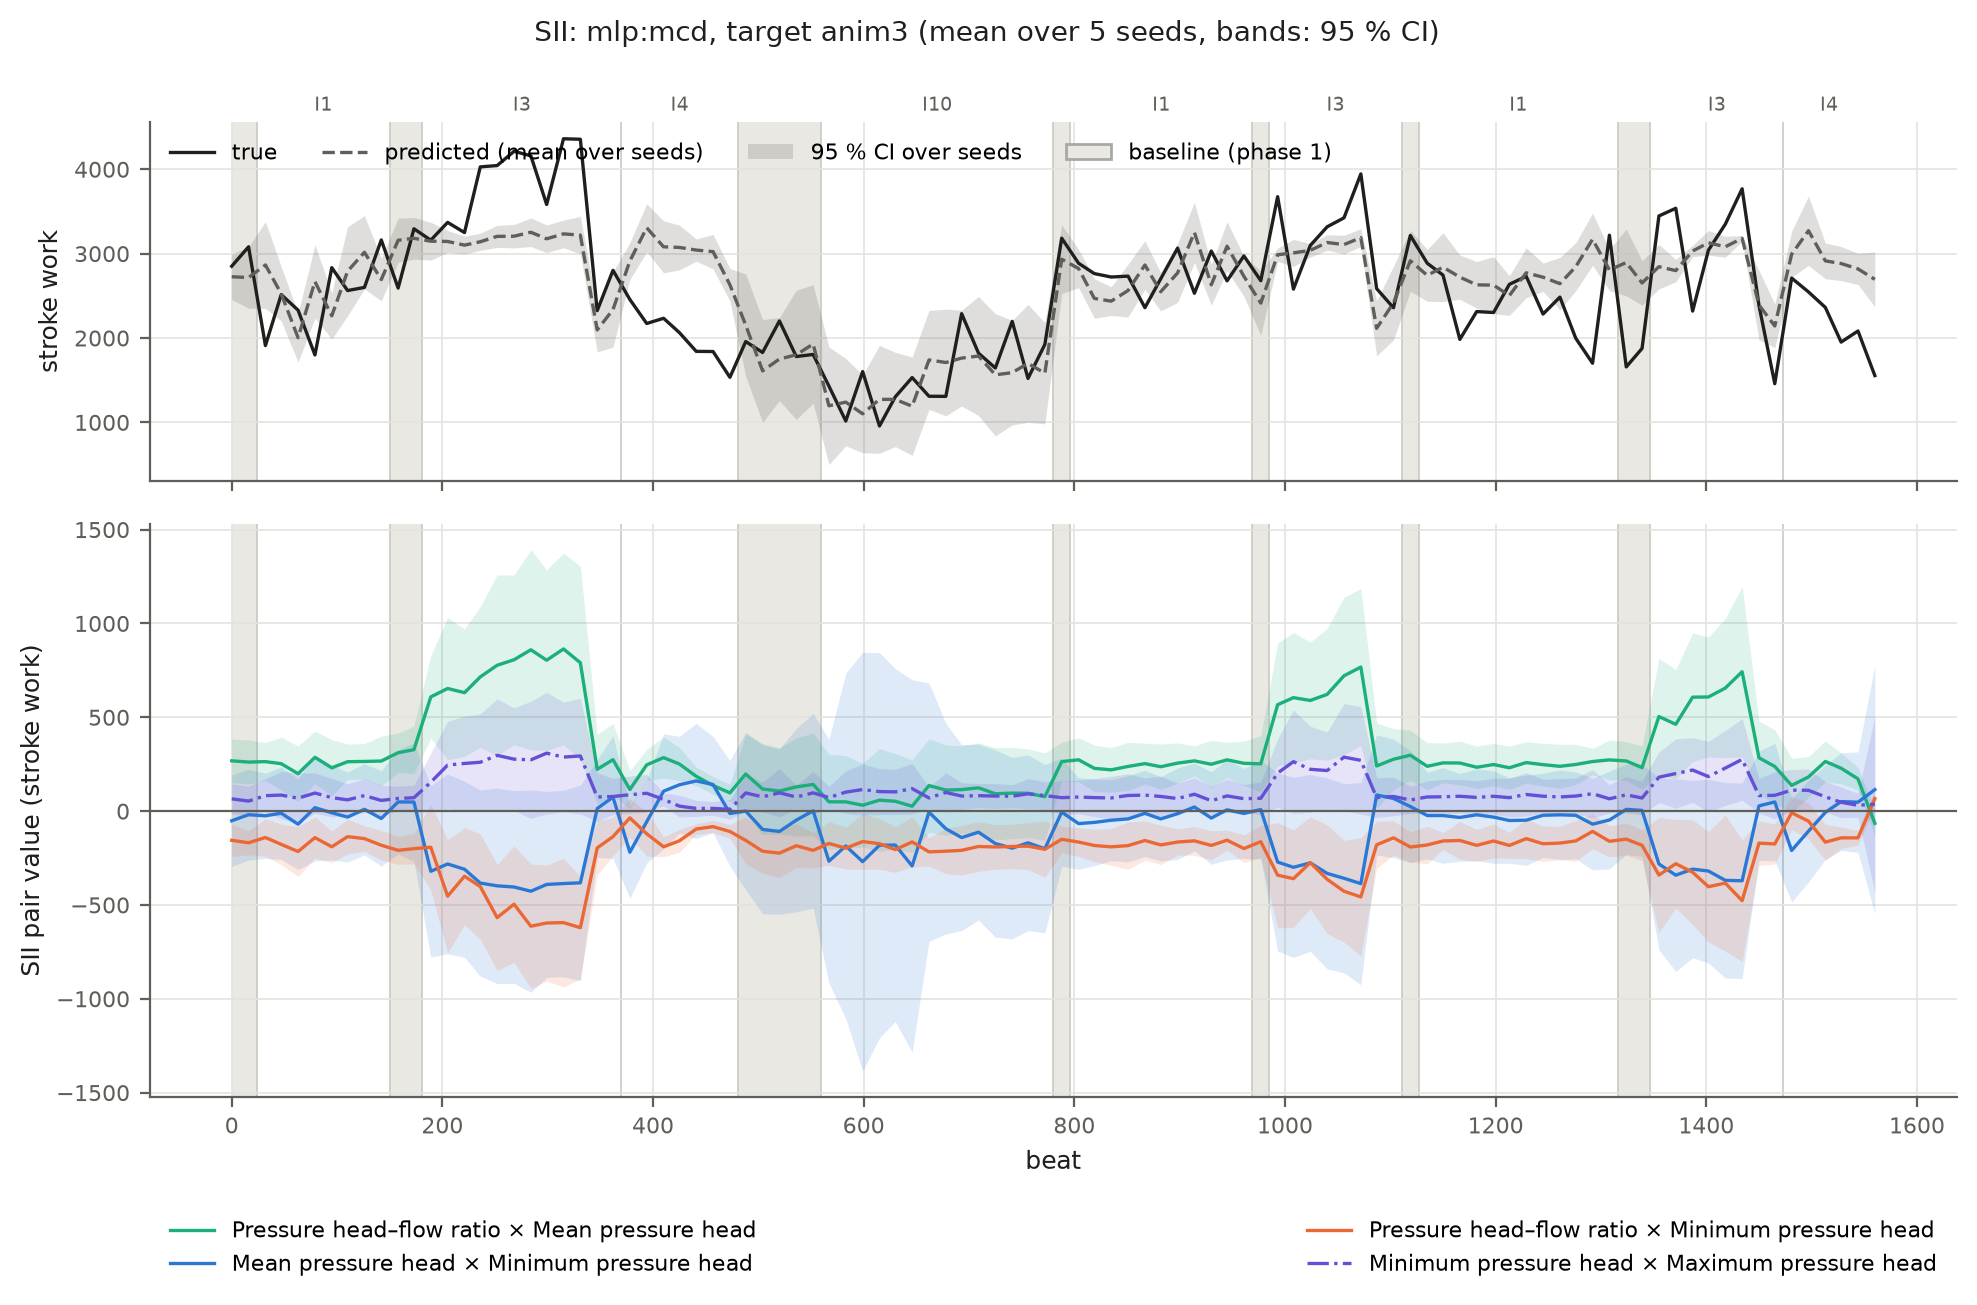 SII: mlp:mcd, target anim3 (mean over 5 seeds, bands: 95 % CI)
I1 I3 I4 I10 I1 I3 I1 I3 I4
true predicted (mean over seeds) 95 % CI over seeds baseline (phase 1)
stroke work
4000
3000
2000
1000
SII pair value (stroke work)
1500
1000
500
0
−500
−1000
−1500
0 200 400 600 800 1000 1200 1400 1600
beat
Pressure head–flow ratio × Mean pressure head
Pressure head–flow ratio × Minimum pressure head
Mean pressure head × Minimum pressure head
Minimum pressure head × Maximum pressure head